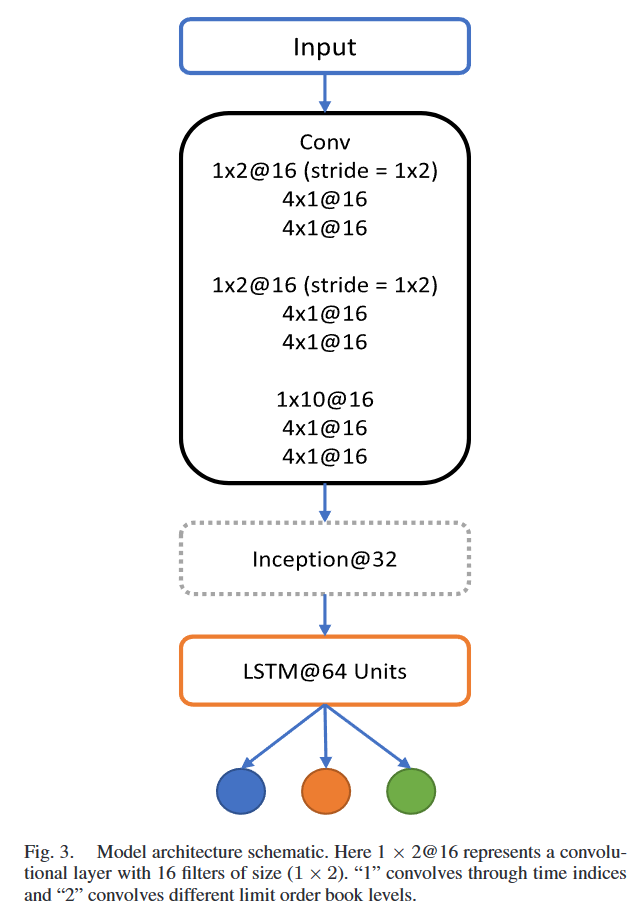 Input
Conv
1x2@16 (stride = 1x2)
4x1@16
4x1@16
1x2@16 (stride = 1x2)
4x1@16
4x1@16
1x10@16
4x1@16
4x1@16
Inception@32
LSTM@64 Units
Fig. 3. Model architecture schematic. Here 1 × 2@16 represents a convolu-
tional layer with 16 filters of size (1 × 2). “1” convolves through time indices
and “2” convolves different limit order book levels.